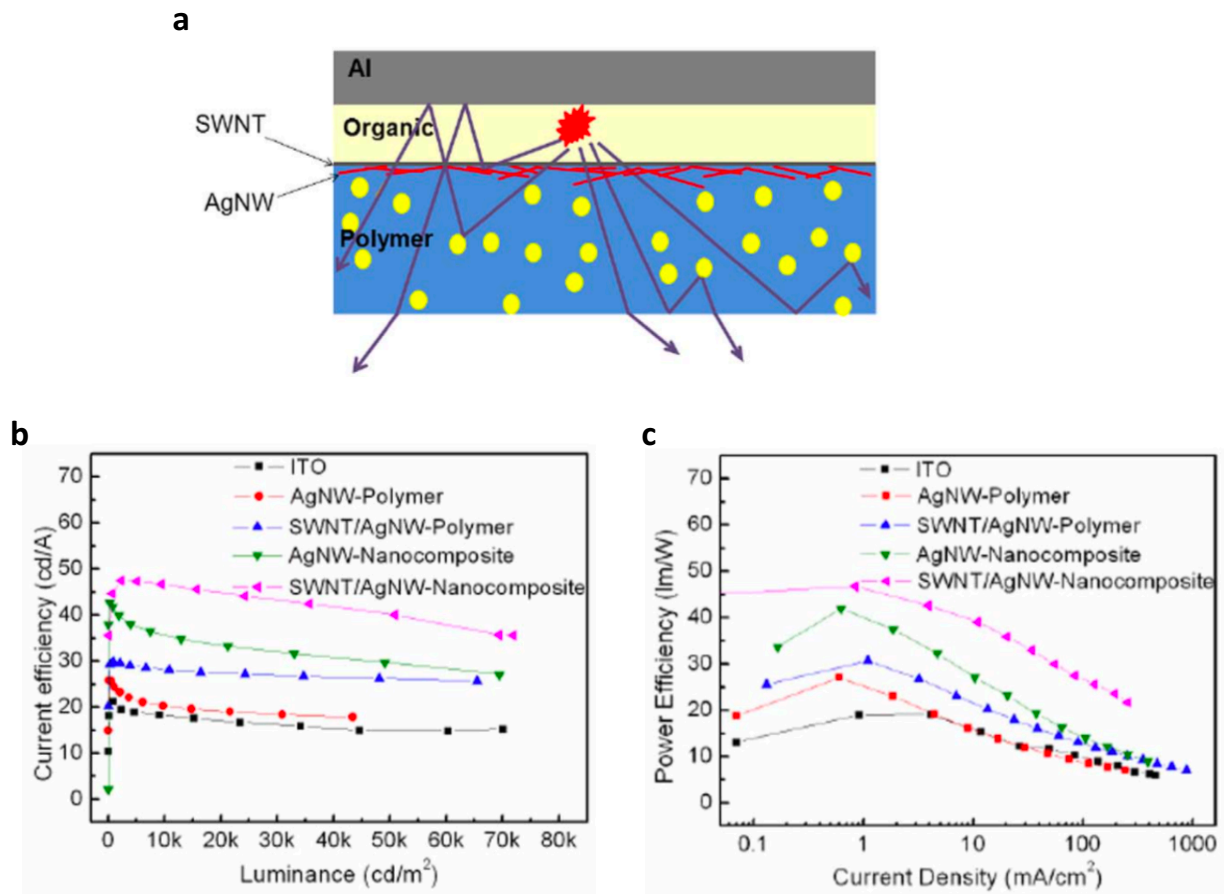 a
Al
SWNT
Organic
AgNW
Polymer
b
ITO
AgNW-Polymer
SWNT/AgNW-Polymer
AgNW-Nanocomposite
SWNT/AgNW-Nanocomposite
Current efficiency (cd/A)
70
60
50
40
30
20
10
0
0 10k 20k 30k 40k 50k 60k 70k 80k
Luminance (cd/m²)
c
ITO
AgNW-Polymer
SWNT/AgNW-Polymer
AgNW-Nanocomposite
SWNT/AgNW-Nanocomposite
Power Efficiency (lm/W)
70
60
50
40
30
20
10
0
0.1 1 10 100 1000
Current Density (mA/cm²)